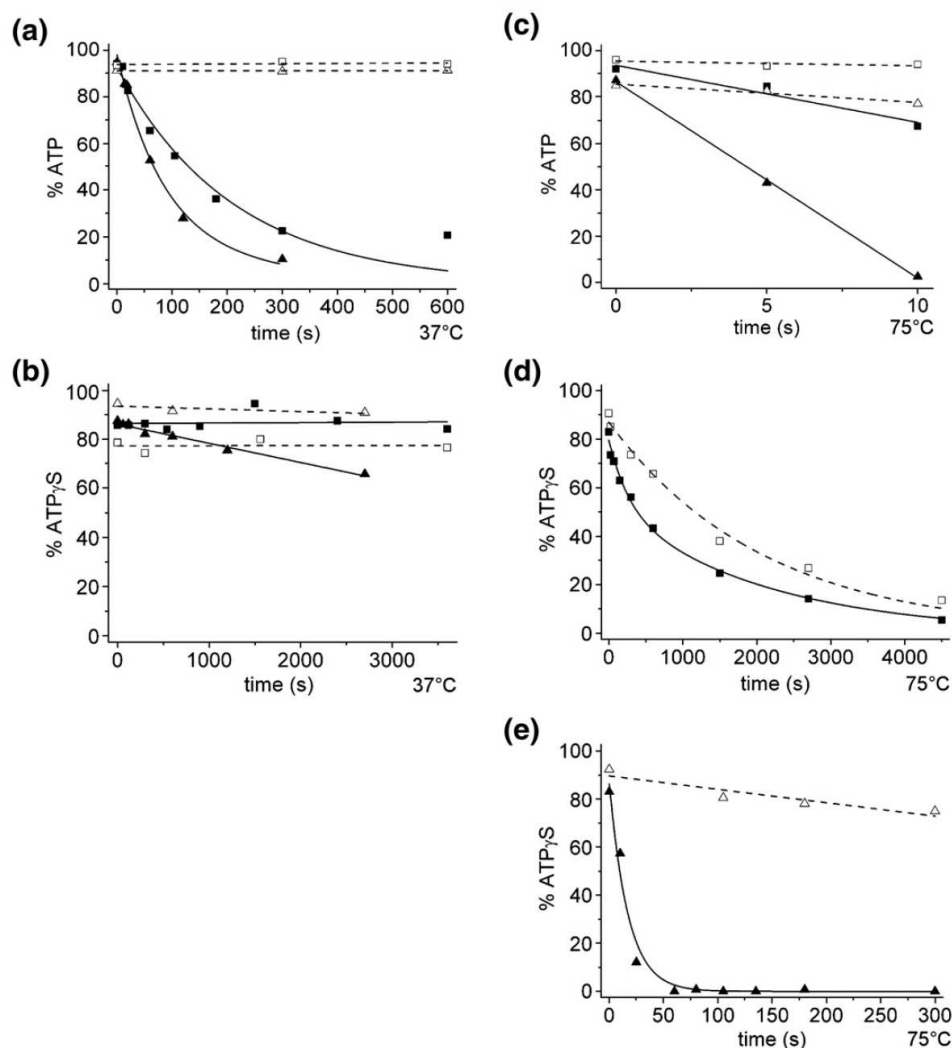 (a)
% ATP
100
80
60
40
20
0
0 100 200 300 400 500 600
time (s) 37°C
(c)
% ATP
100
80
60
40
20
0
0 5 10
time (s) 75°C
(b)
% ATPγS
100
80
60
40
20
0
0 1000 2000 3000
time (s) 37°C
(d)
% ATPγS
100
80
60
40
20
0
0 1000 2000 3000 4000
time (s) 75°C
(e)
% ATPγS
100
80
60
40
20
0
0 50 100 150 200 250 300
time (s) 75°C